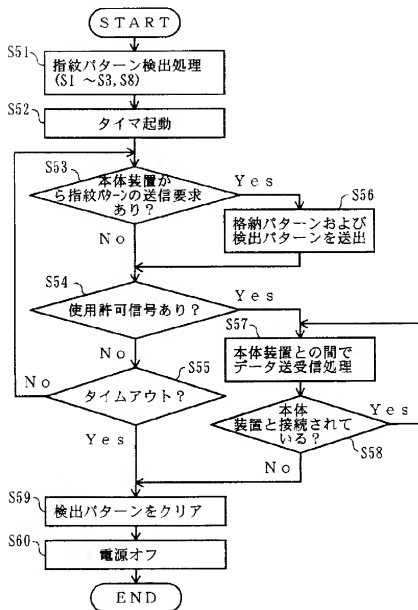 START
S51
指紋パターン検出処理
(S1 ~S3,S8)
S52
タイマ起動
S53
本体装置か
ら指紋パターンの送信要求
あり?
Yes
No
S56
格納パターンおよび
検出パターンを送出
S54
使用許可信号あり?
Yes
No
S57
本体装置との間で
データ送受信処理
S55
タイムアウト?
No
Yes
本体
装置と接続されて
いる?
Yes
S58
No
S59
検出パターンをクリア
S60
電源オフ
END